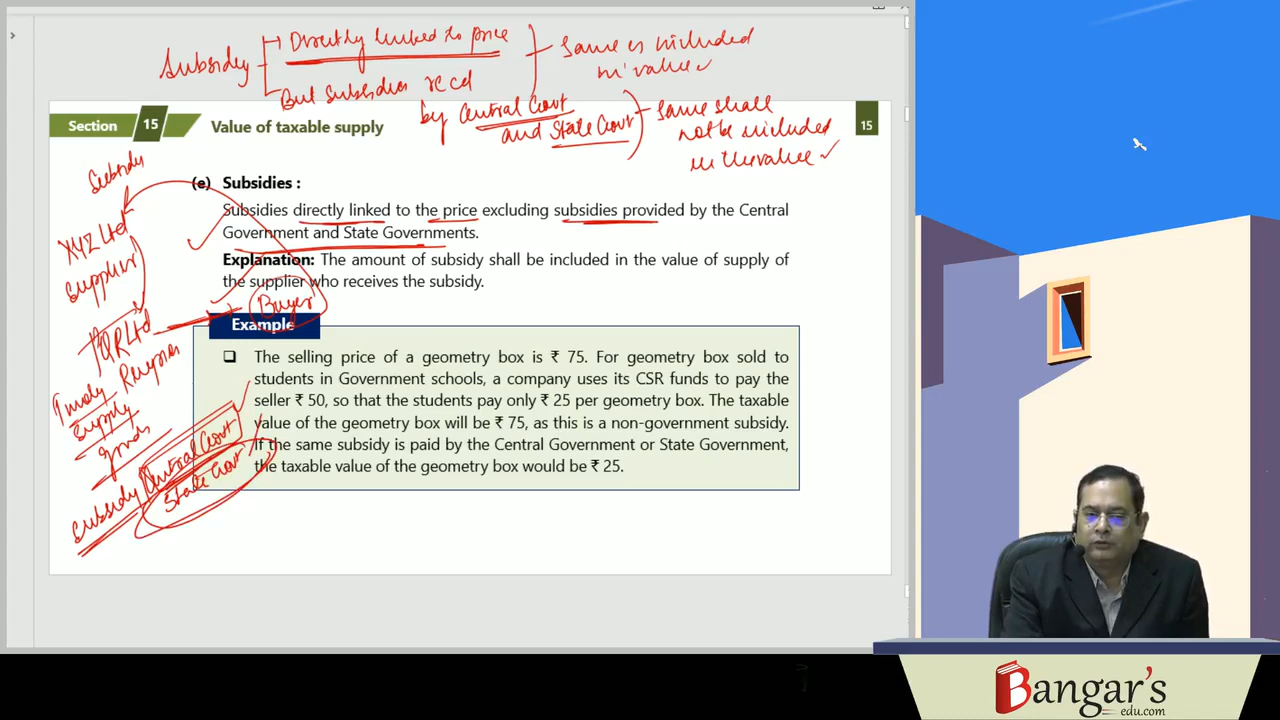 Subsidey → Directly linked to price
Same is included
in value ✓
But subsidies recd
by Central Govt
and State Govt
Same shall
not be included
in the value ✓
Section 15 Value of taxable supply 15
Subsidy
(e) Subsidies :
Subsidies directly linked to the price excluding subsidies provided by the Central
Government and State Governments.
Explanation: The amount of subsidy shall be included in the value of supply of
the supplier who receives the subsidy.
XYZ Ltd
Supplier
Buyer
PQR Ltd
supply
goods
subsidy Central Govt
State Govt
Example
❑ The selling price of a geometry box is ₹ 75. For geometry box sold to
students in Government schools, a company uses its CSR funds to pay the
seller ₹ 50, so that the students pay only ₹ 25 per geometry box. The taxable
value of the geometry box will be ₹ 75, as this is a non-government subsidy.
If the same subsidy is paid by the Central Government or State Government,
the taxable value of the geometry box would be ₹ 25.
Bangar's
edu.com